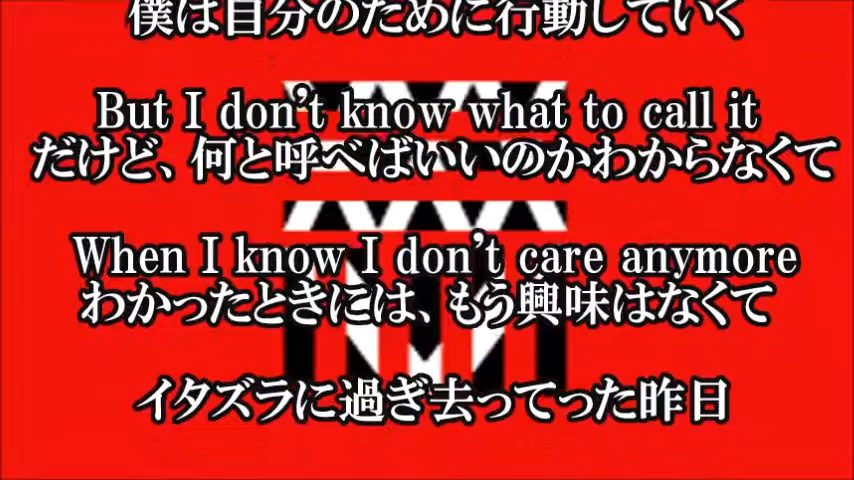 僕は自分のために行動していく
But I don't know what to call it
だけど、何と呼べばいいのかわからなくて
When I know I don't care anymore
わかったときには、もう興味はなくて
イタズラに過ぎ去ってった昨日